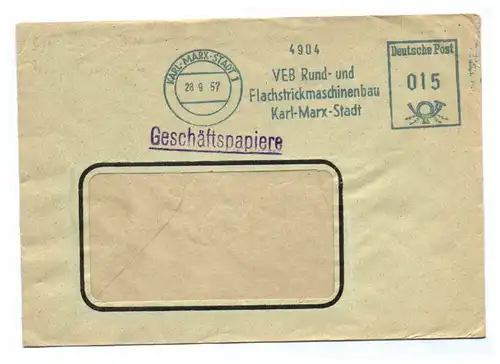 KARL-MARX-STADT 1
28 9 57
4904
VEB Rund- und
Flachstrickmaschinenbau
Karl-Marx-Stadt
Deutsche Post
015
Geschäftspapiere